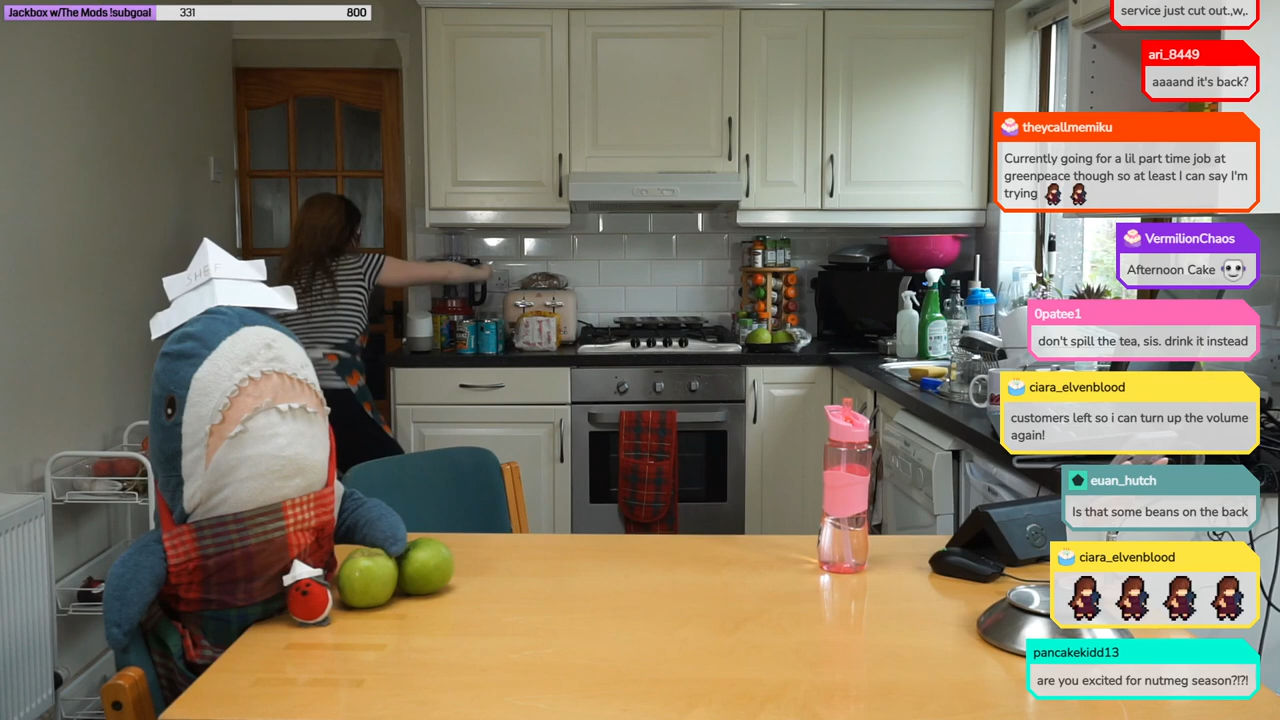 Jackbox w/The Mods !subgoal 331 800
service just cut out.,w,.
ari_8449
aaaand it's back?
theycallmemiku
Currently going for a lil part time job at
greenpeace though so at least I can say I'm
trying
VermilionChaos
Afternoon Cake
0patee1
don't spill the tea, sis. drink it instead
ciara_elvenblood
customers left so i can turn up the volume
again!
euan_hutch
Is that some beans on the back
ciara_elvenblood
pancakekidd13
are you excited for nutmeg season?!?!
SHEF